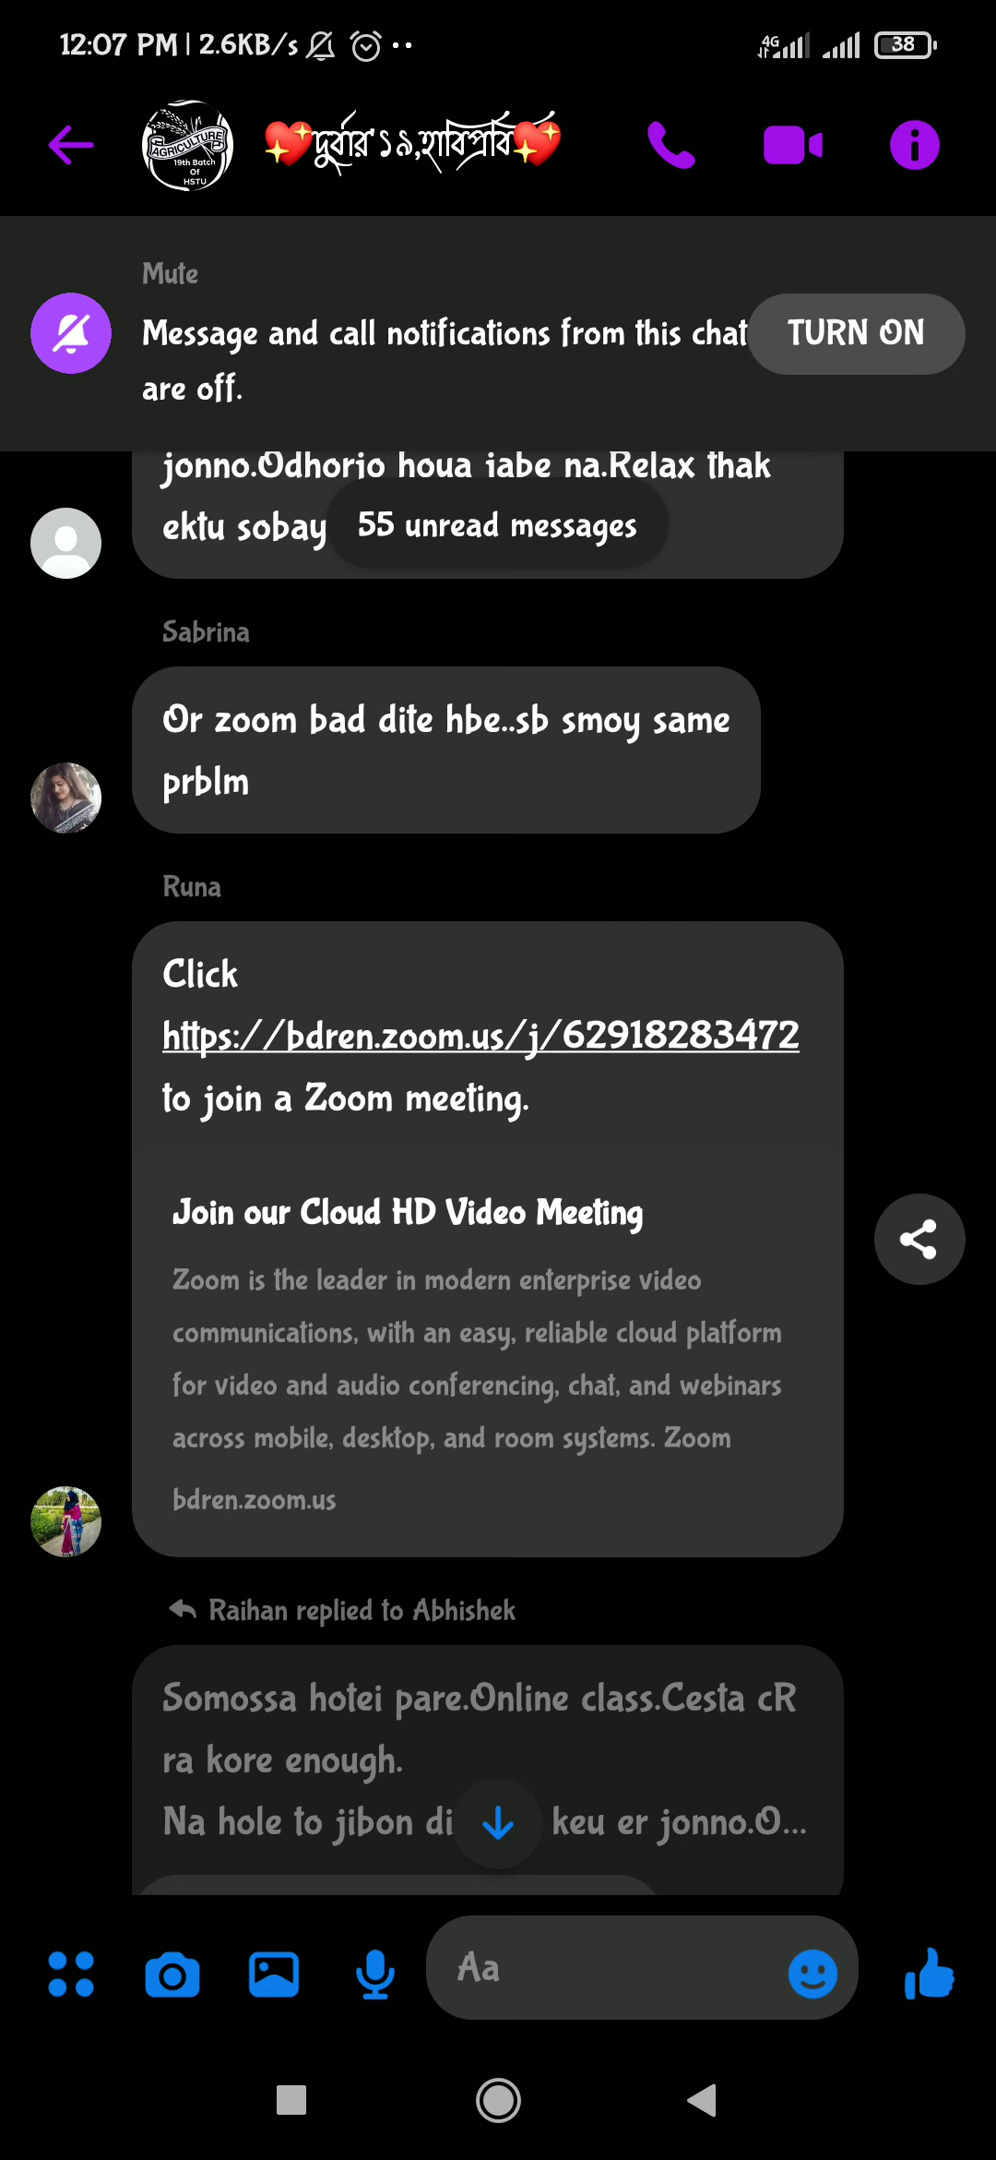 12:07 PM | 2.6KB/s
4G
38
AGRICULTURE
19th Batch
Of
HSTU
💖দুর্বার'১৯,হাবিপ্রবি💖
Mute
Message and call notifications from this chat
are off.
TURN ON
jonno.Odhorio houa jabe na.Relax thak
ektu sobay
55 unread messages
Sabrina
Or zoom bad dite hbe..sb smoy same
prblm
Runa
Click
https://bdren.zoom.us/j/62918283472
to join a Zoom meeting.
Join our Cloud HD Video Meeting
Zoom is the leader in modern enterprise video
communications, with an easy, reliable cloud platform
for video and audio conferencing, chat, and webinars
across mobile, desktop, and room systems. Zoom
bdren.zoom.us
Raihan replied to Abhishek
Somossa hotei pare.Online class.Cesta cR
ra kore enough.
Na hole to jibon di keu er jonno.O...
Aa